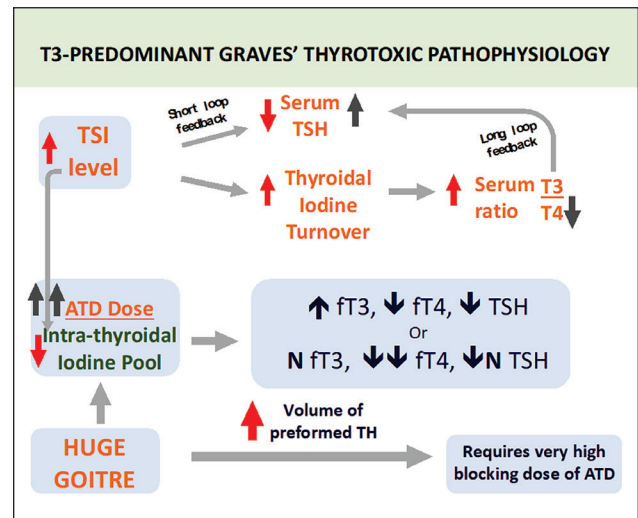 T3-PREDOMINANT GRAVES' THYROTOXIC PATHOPHYSIOLOGY
TSI
level
Short loop
feedback
Serum
TSH
Long loop
feedback
Thyroidal
Iodine
Turnover
Serum
ratio
T3
T4
ATD Dose
Intra-thyroidal
Iodine Pool
↑ fT3, ↓ fT4, ↓ TSH
Or
N fT3, ↓↓ fT4, ↓N TSH
HUGE
GOITRE
Volume of
preformed TH
Requires very high
blocking dose of ATD